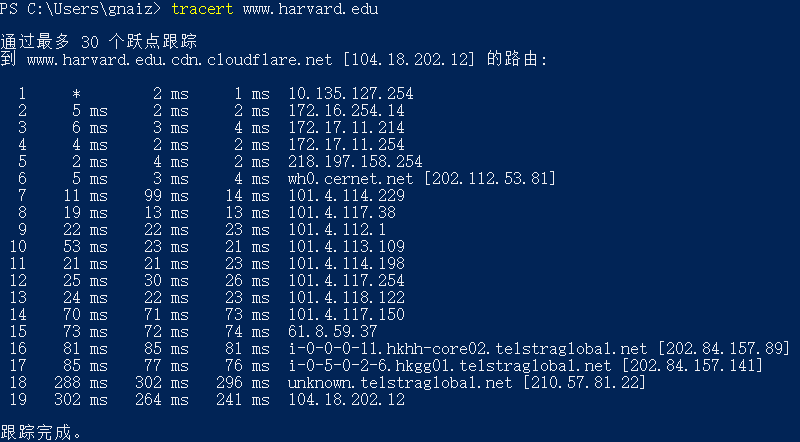 PS C:\Users\gnaiz> tracert www.harvard.edu
通过最多 30 个跃点跟踪
到 www.harvard.edu.cdn.cloudflare.net [104.18.202.12] 的路由:
1 * 2 ms 1 ms 10.135.127.254
2 5 ms 2 ms 2 ms 172.16.254.14
3 6 ms 3 ms 4 ms 172.17.11.214
4 4 ms 2 ms 2 ms 172.17.11.254
5 2 ms 4 ms 2 ms 218.197.158.254
6 5 ms 3 ms 4 ms wh0.cernet.net [202.112.53.81]
7 11 ms 99 ms 14 ms 101.4.114.229
8 19 ms 13 ms 13 ms 101.4.117.38
9 22 ms 22 ms 23 ms 101.4.112.1
10 53 ms 23 ms 21 ms 101.4.113.109
11 21 ms 21 ms 23 ms 101.4.114.198
12 25 ms 30 ms 26 ms 101.4.117.254
13 24 ms 22 ms 23 ms 101.4.118.122
14 70 ms 71 ms 73 ms 101.4.117.150
15 73 ms 72 ms 74 ms 61.8.59.37
16 81 ms 85 ms 81 ms i-0-0-0-11.hkhh-core02.telstraglobal.net [202.84.157.89]
17 85 ms 77 ms 76 ms i-0-5-0-2-6.hkgg01.telstraglobal.net [202.84.157.141]
18 288 ms 302 ms 296 ms unknown.telstraglobal.net [210.57.81.22]
19 302 ms 264 ms 241 ms 104.18.202.12
跟踪完成。